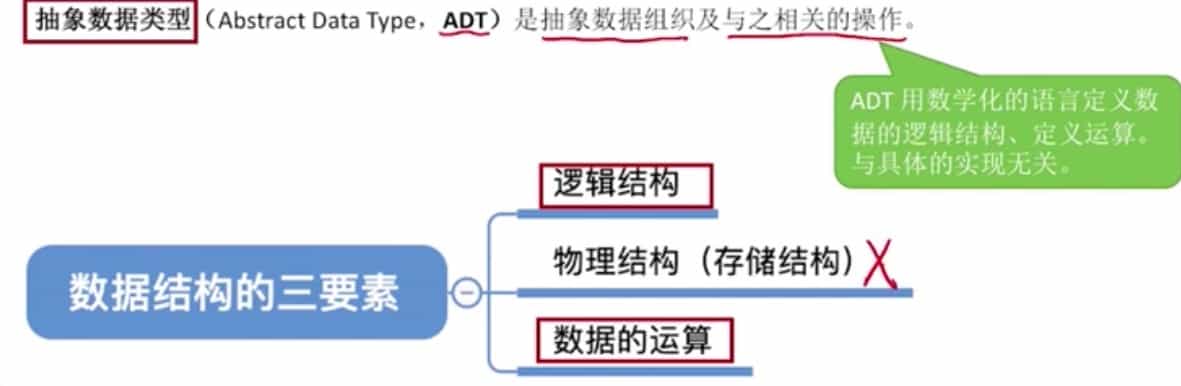 抽象数据类型（Abstract Data Type，ADT）是抽象数据组织及与之相关的操作。
ADT 用数学化的语言定义数
据的逻辑结构、定义运算。
与具体的实现无关。
逻辑结构
物理结构（存储结构）
数据结构的三要素
数据的运算